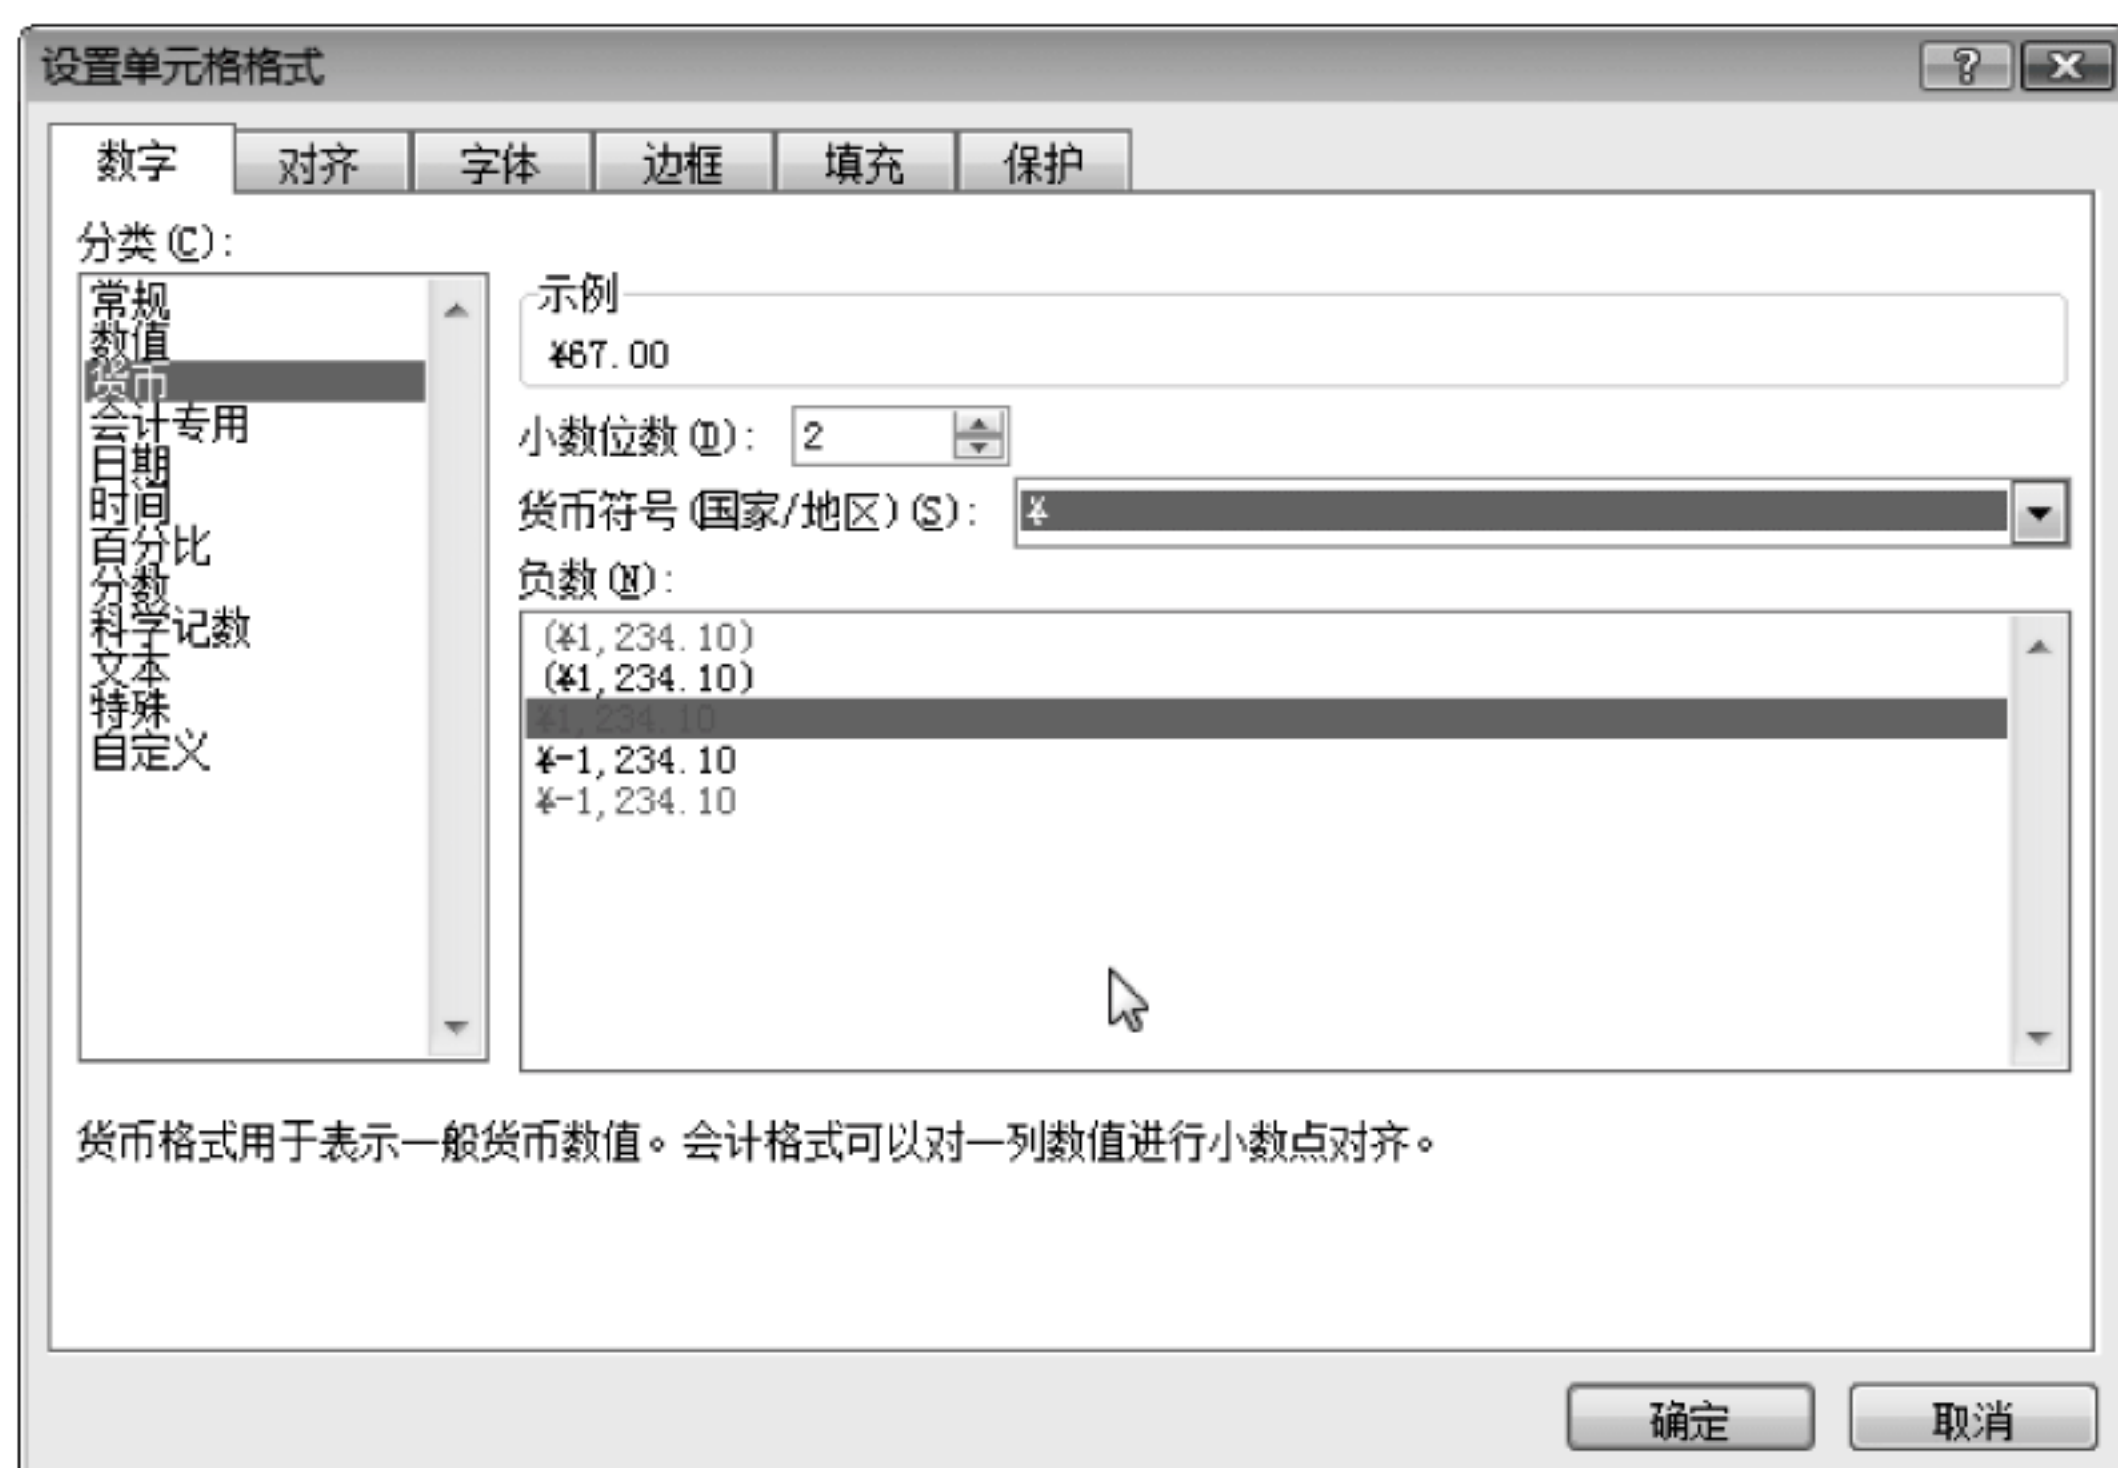 设置单元格格式
数字 对齐 字体 边框 填充 保护
分类(C):
常规
数值
货币
会计专用
日期
时间
百分比
分数
科学记数
文本
特殊
自定义
示例
¥67.00
小数位数(D): 2
货币符号(国家/地区)(S): ¥
负数(N):
(¥1,234.10)
(¥1,234.10)
¥1,234.10
¥-1,234.10
¥-1,234.10
货币格式用于表示一般货币数值。会计格式可以对一列数值进行小数点对齐。
确定 取消